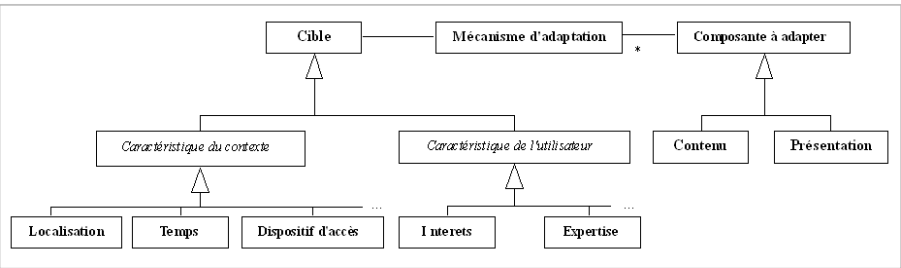 Cible
Mécanisme d'adaptation
Composante à adapter
*
Caractéristique du contexte
Caractéristique de l'utilisateur
Contenu
Présentation
...
...
Localisation
Temps
Dispositif d'accès
Interets
Expertise